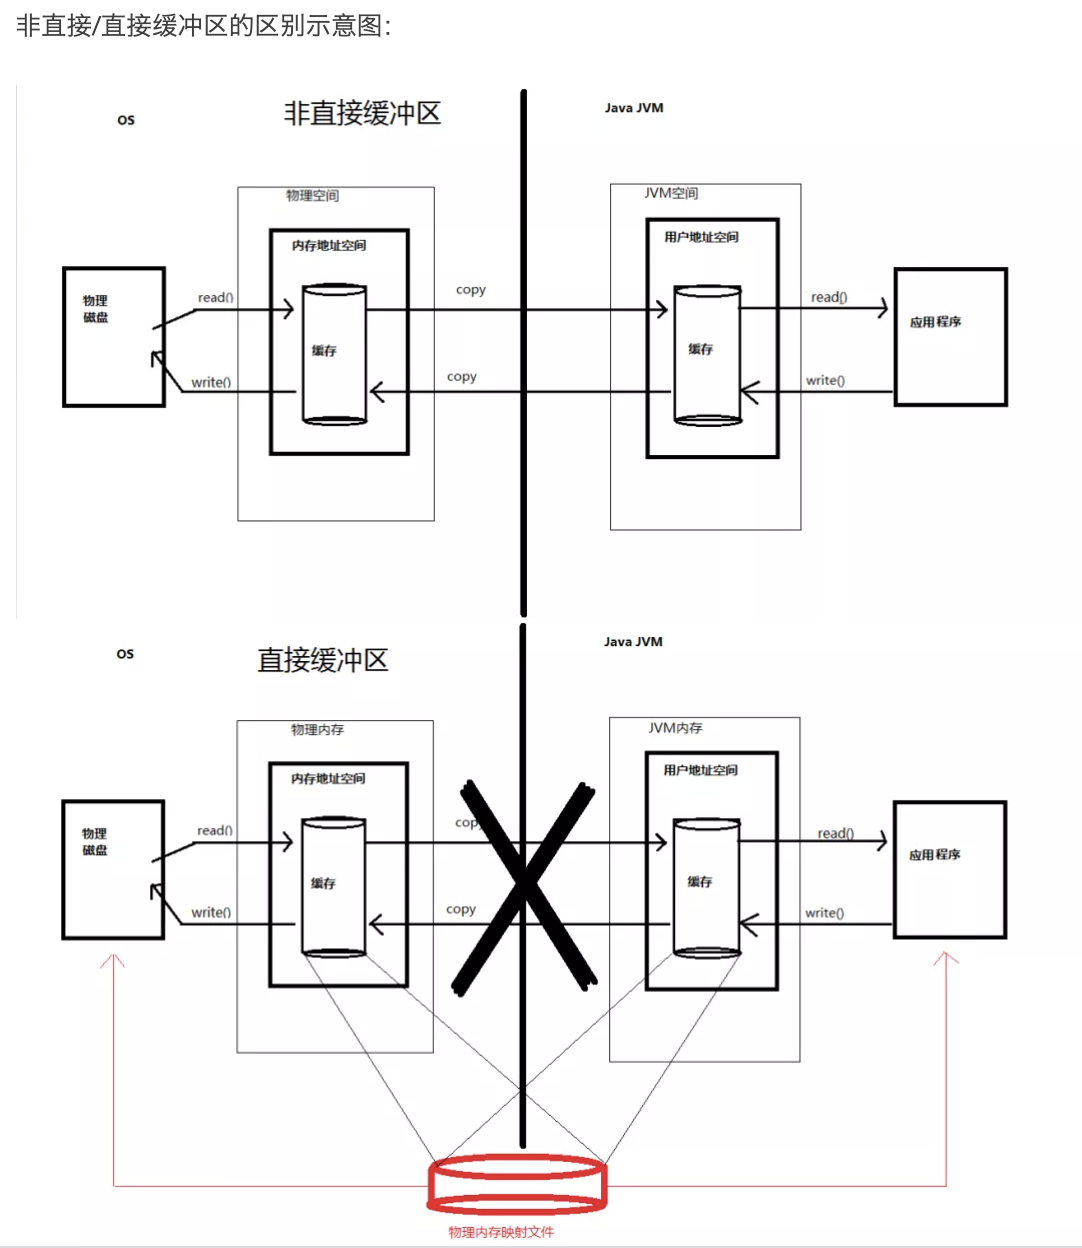 非直接/直接缓冲区的区别示意图：
OS
非直接缓冲区
Java JVM
物理空间
JVM空间
内存地址空间
用户地址空间
物理
磁盘
read()
copy
read()
应用程序
缓存
缓存
write()
copy
write()
OS
直接缓冲区
Java JVM
物理内存
JVM内存
内存地址空间
用户地址空间
物理
磁盘
read()
copy
read()
应用程序
缓存
缓存
write()
copy
write()
物理内存映射文件